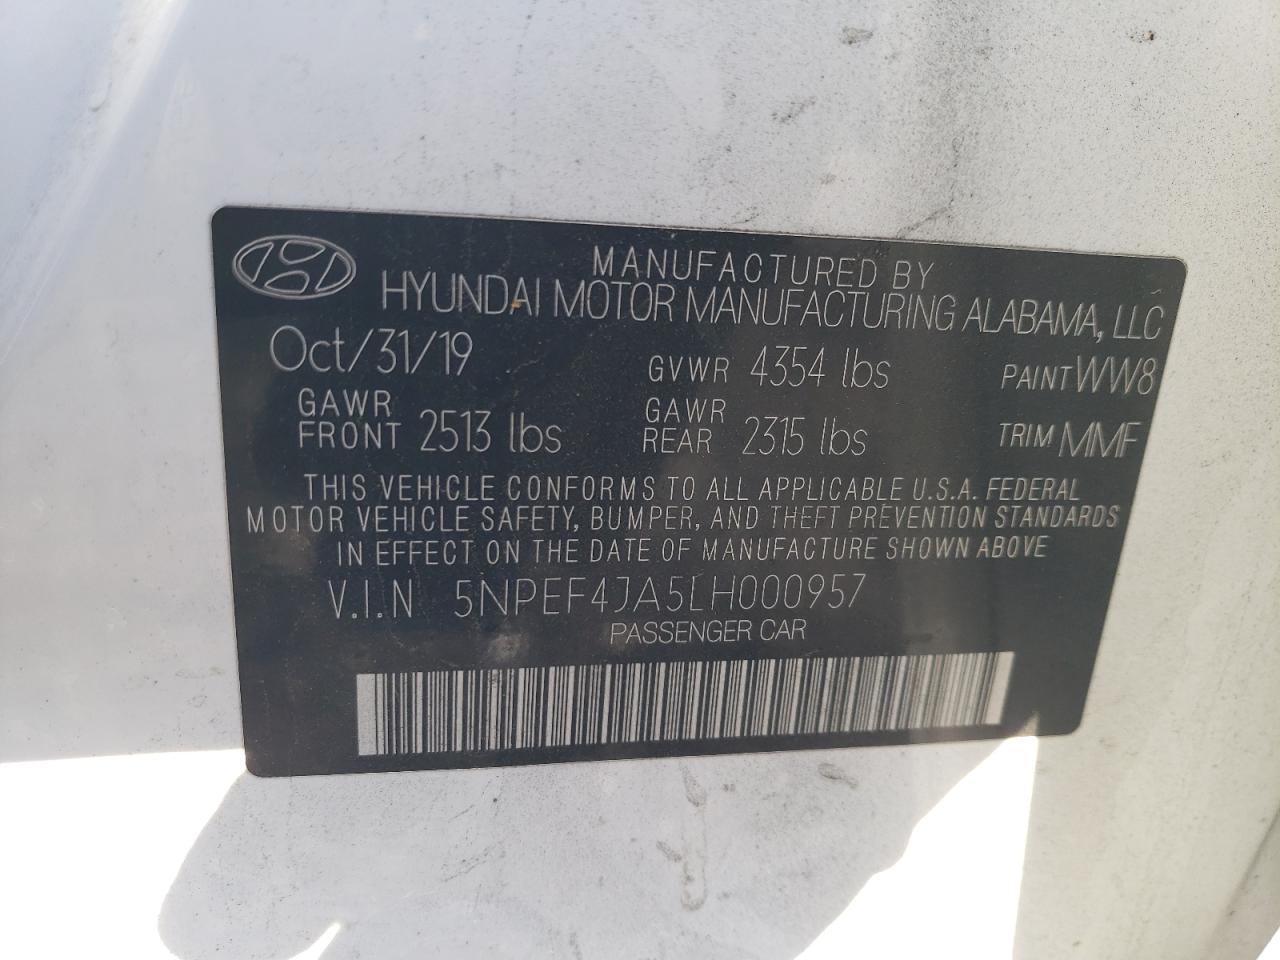 MANUFACTURED BY
HYUNDAI MOTOR MANUFACTURING ALABAMA, LLC
Oct/31/19 GVWR 4354 lbs PAINT WW8
GAWR FRONT 2513 lbs GAWR REAR 2315 lbs TRIM MMF
THIS VEHICLE CONFORMS TO ALL APPLICABLE U.S.A. FEDERAL
MOTOR VEHICLE SAFETY, BUMPER, AND THEFT PREVENTION STANDARDS
IN EFFECT ON THE DATE OF MANUFACTURE SHOWN ABOVE
V.I.N 5NPEF4JA5LH000957
PASSENGER CAR